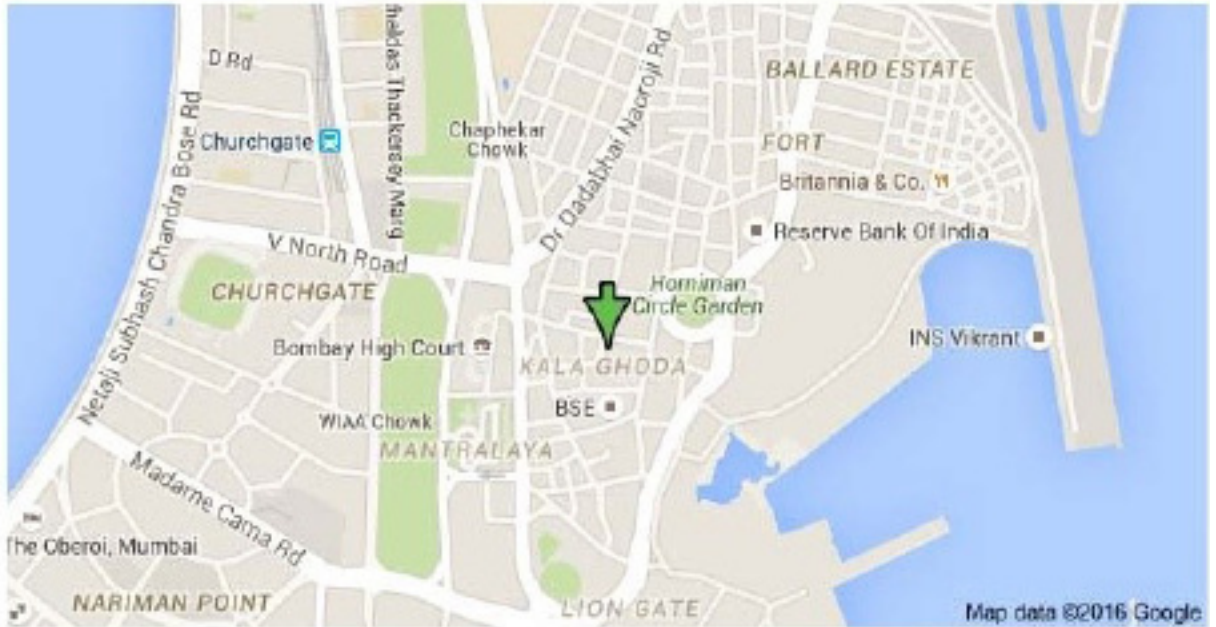 D Rd
Churchgate
Netaji Subhash Chandra Bose Rd
Thackersey Marg
Chaphekar
Chowk
Dr Dadabhai Naoroji Rd
BALLARD ESTATE
FORT
Britannia & Co.
Reserve Bank Of India
V North Road
CHURCHGATE
Horniman
Circle Garden
Bombay High Court
KALA GHODA
INS Vikrant
BSE
WIAA Chowk
MANTRALAYA
Madame Cama Rd
The Oberoi, Mumbai
NARIMAN POINT
LION GATE
Map data ©2016 Google